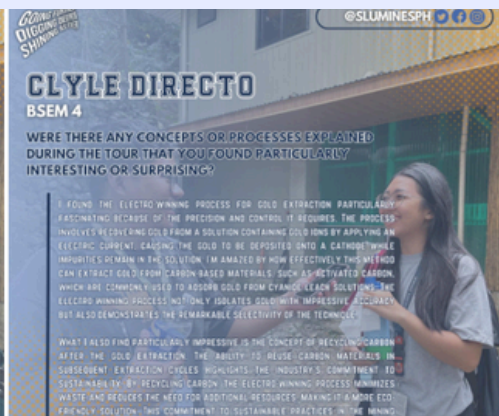 GOING FURTHER
DIGGING DEEPER
SHINING AFTER
@SLUMINESPH
CLYLE DIRECTO
BSEM 4
WERE THERE ANY CONCEPTS OR PROCESSES EXPLAINED
DURING THE TOUR THAT YOU FOUND PARTICULARLY
INTERESTING OR SURPRISING?
I FOUND THE ELECTRO-WINNING PROCESS FOR GOLD EXTRACTION PARTICULARLY
FASCINATING BECAUSE OF THE PRECISION AND CONTROL IT REQUIRES. THE PROCESS
INVOLVES RECOVERING GOLD FROM A SOLUTION CONTAINING GOLD IONS BY APPLYING AN
ELECTRIC CURRENT, CAUSING THE GOLD TO BE DEPOSITED ONTO A CATHODE WHILE
IMPURITIES REMAIN IN THE SOLUTION. I'M AMAZED BY HOW EFFECTIVELY THIS METHOD
CAN EXTRACT GOLD FROM CARBON-BASED MATERIALS, SUCH AS ACTIVATED CARBON,
WHICH ARE COMMONLY USED TO ADSORB GOLD FROM CYANIDE LEACH SOLUTIONS. THE
ELECTRO WINNING PROCESS NOT ONLY ISOLATES GOLD WITH IMPRESSIVE ACCURACY
BUT ALSO DEMONSTRATES THE REMARKABLE SELECTIVITY OF THE TECHNIQUE.
WHAT I ALSO FIND PARTICULARLY IMPRESSIVE IS THE CONCEPT OF RECYCLING CARBON
AFTER THE GOLD EXTRACTION. THE ABILITY TO REUSE CARBON MATERIALS IN
SUBSEQUENT EXTRACTION CYCLES HIGHLIGHTS THE INDUSTRY'S COMMITMENT TO
SUSTAINABILITY. BY RECYCLING CARBON, THE ELECTRO WINNING PROCESS MINIMIZES
WASTE AND REDUCES THE NEED FOR ADDITIONAL RESOURCES, MAKING IT A MORE ECO-
FRIENDLY SOLUTION. THIS COMMITMENT TO SUSTAINABLE PRACTICES IN THE MINING